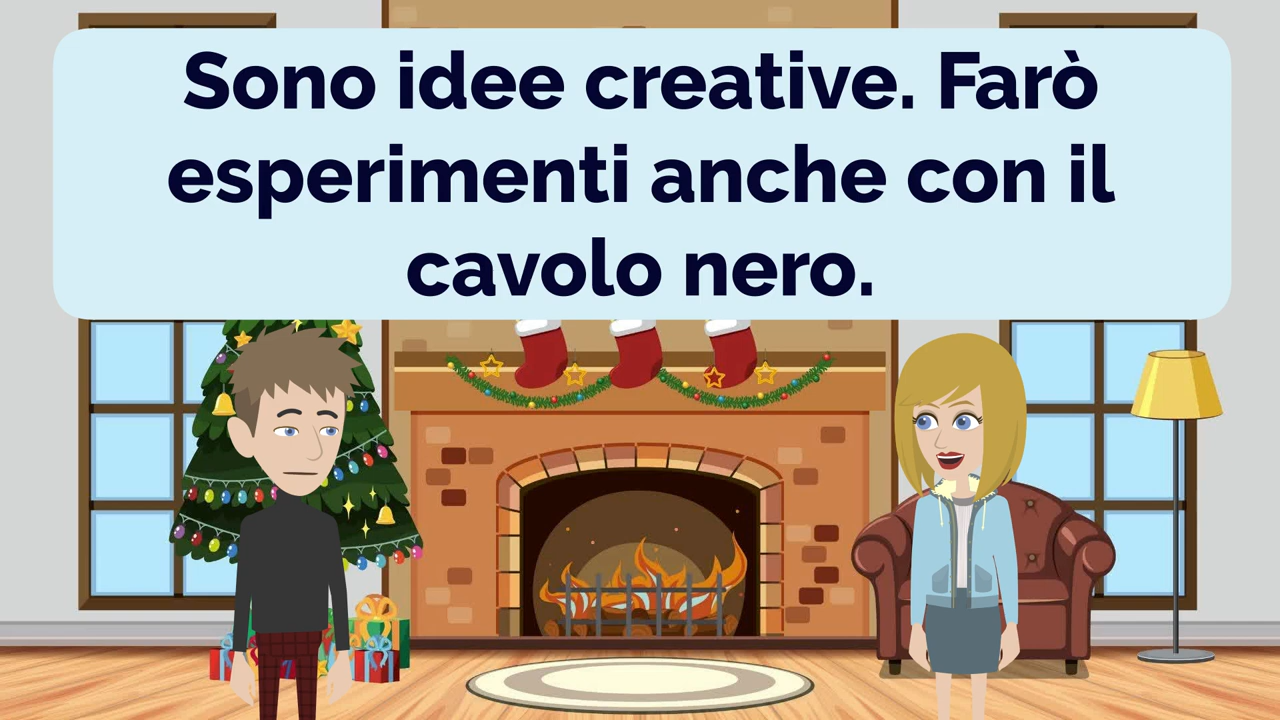 Sono idee creative. Farò
esperimenti anche con il
cavolo nero.